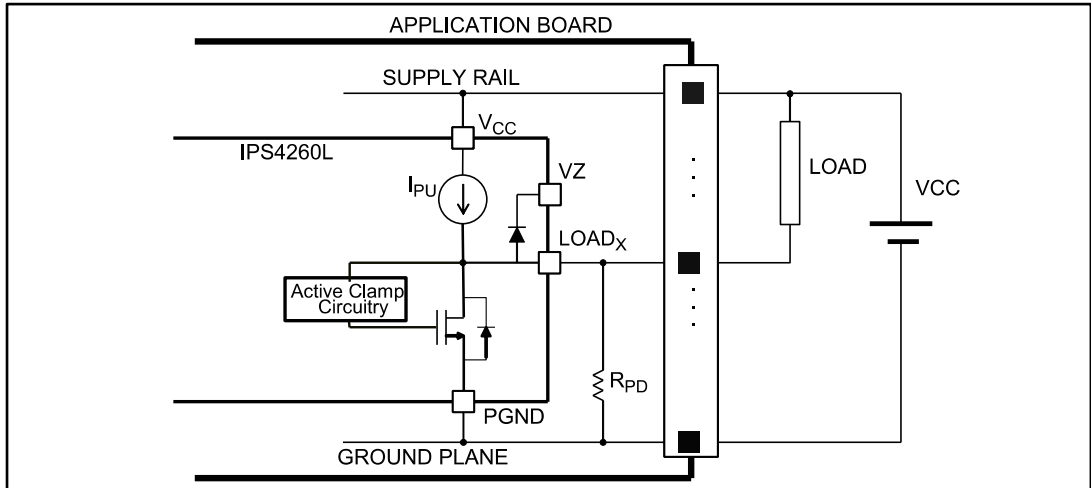 APPLICATION BOARD
SUPPLY RAIL
VCC
IPS4260L
IPU
VZ
LOAD
VCC
LOADX
Active Clamp
Circuitry
RPD
PGND
GROUND PLANE